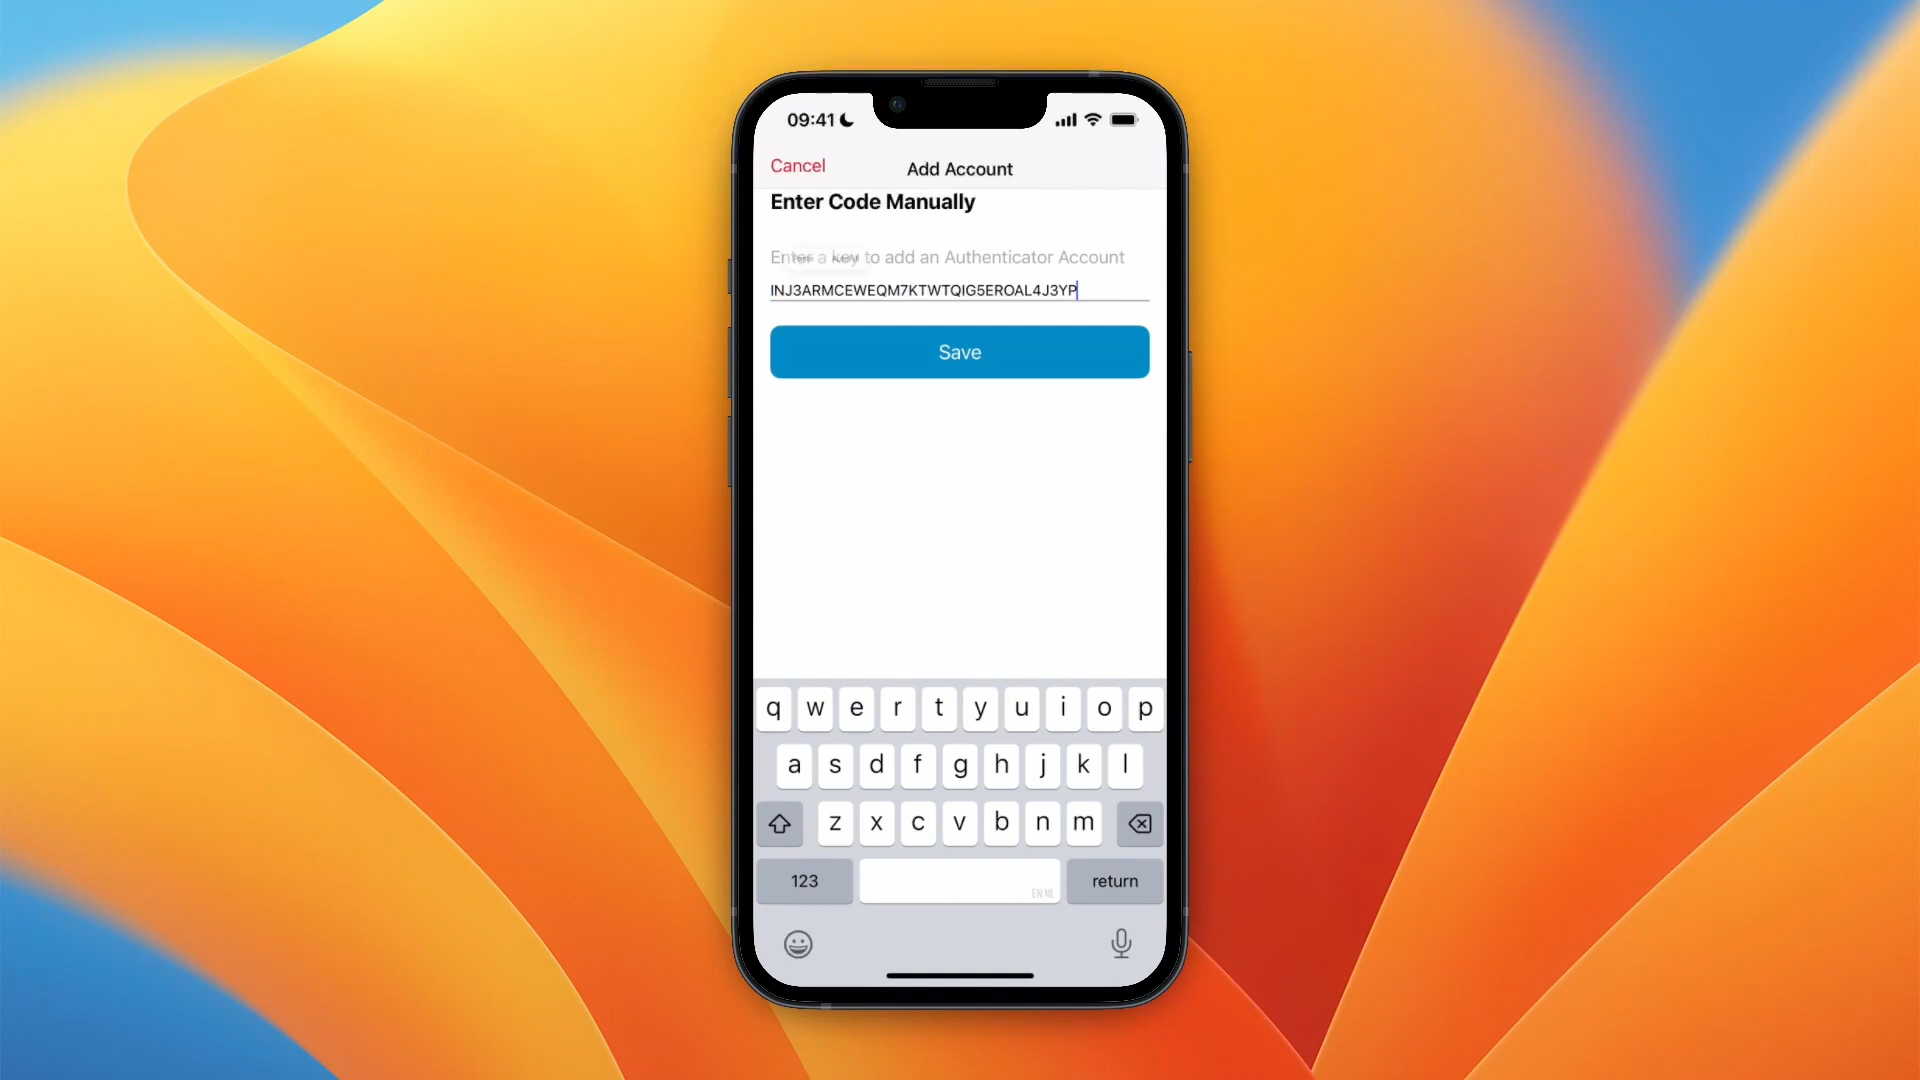 09:41
Cancel
Add Account
Enter Code Manually
Enter a key to add an Authenticator Account
INJ3ARMCEWEQM7KTWTQIG5EROAL4J3YP
Save
q w e r t y u i o p
a s d f g h j k l
z x c v b n m
123
EN NL
return